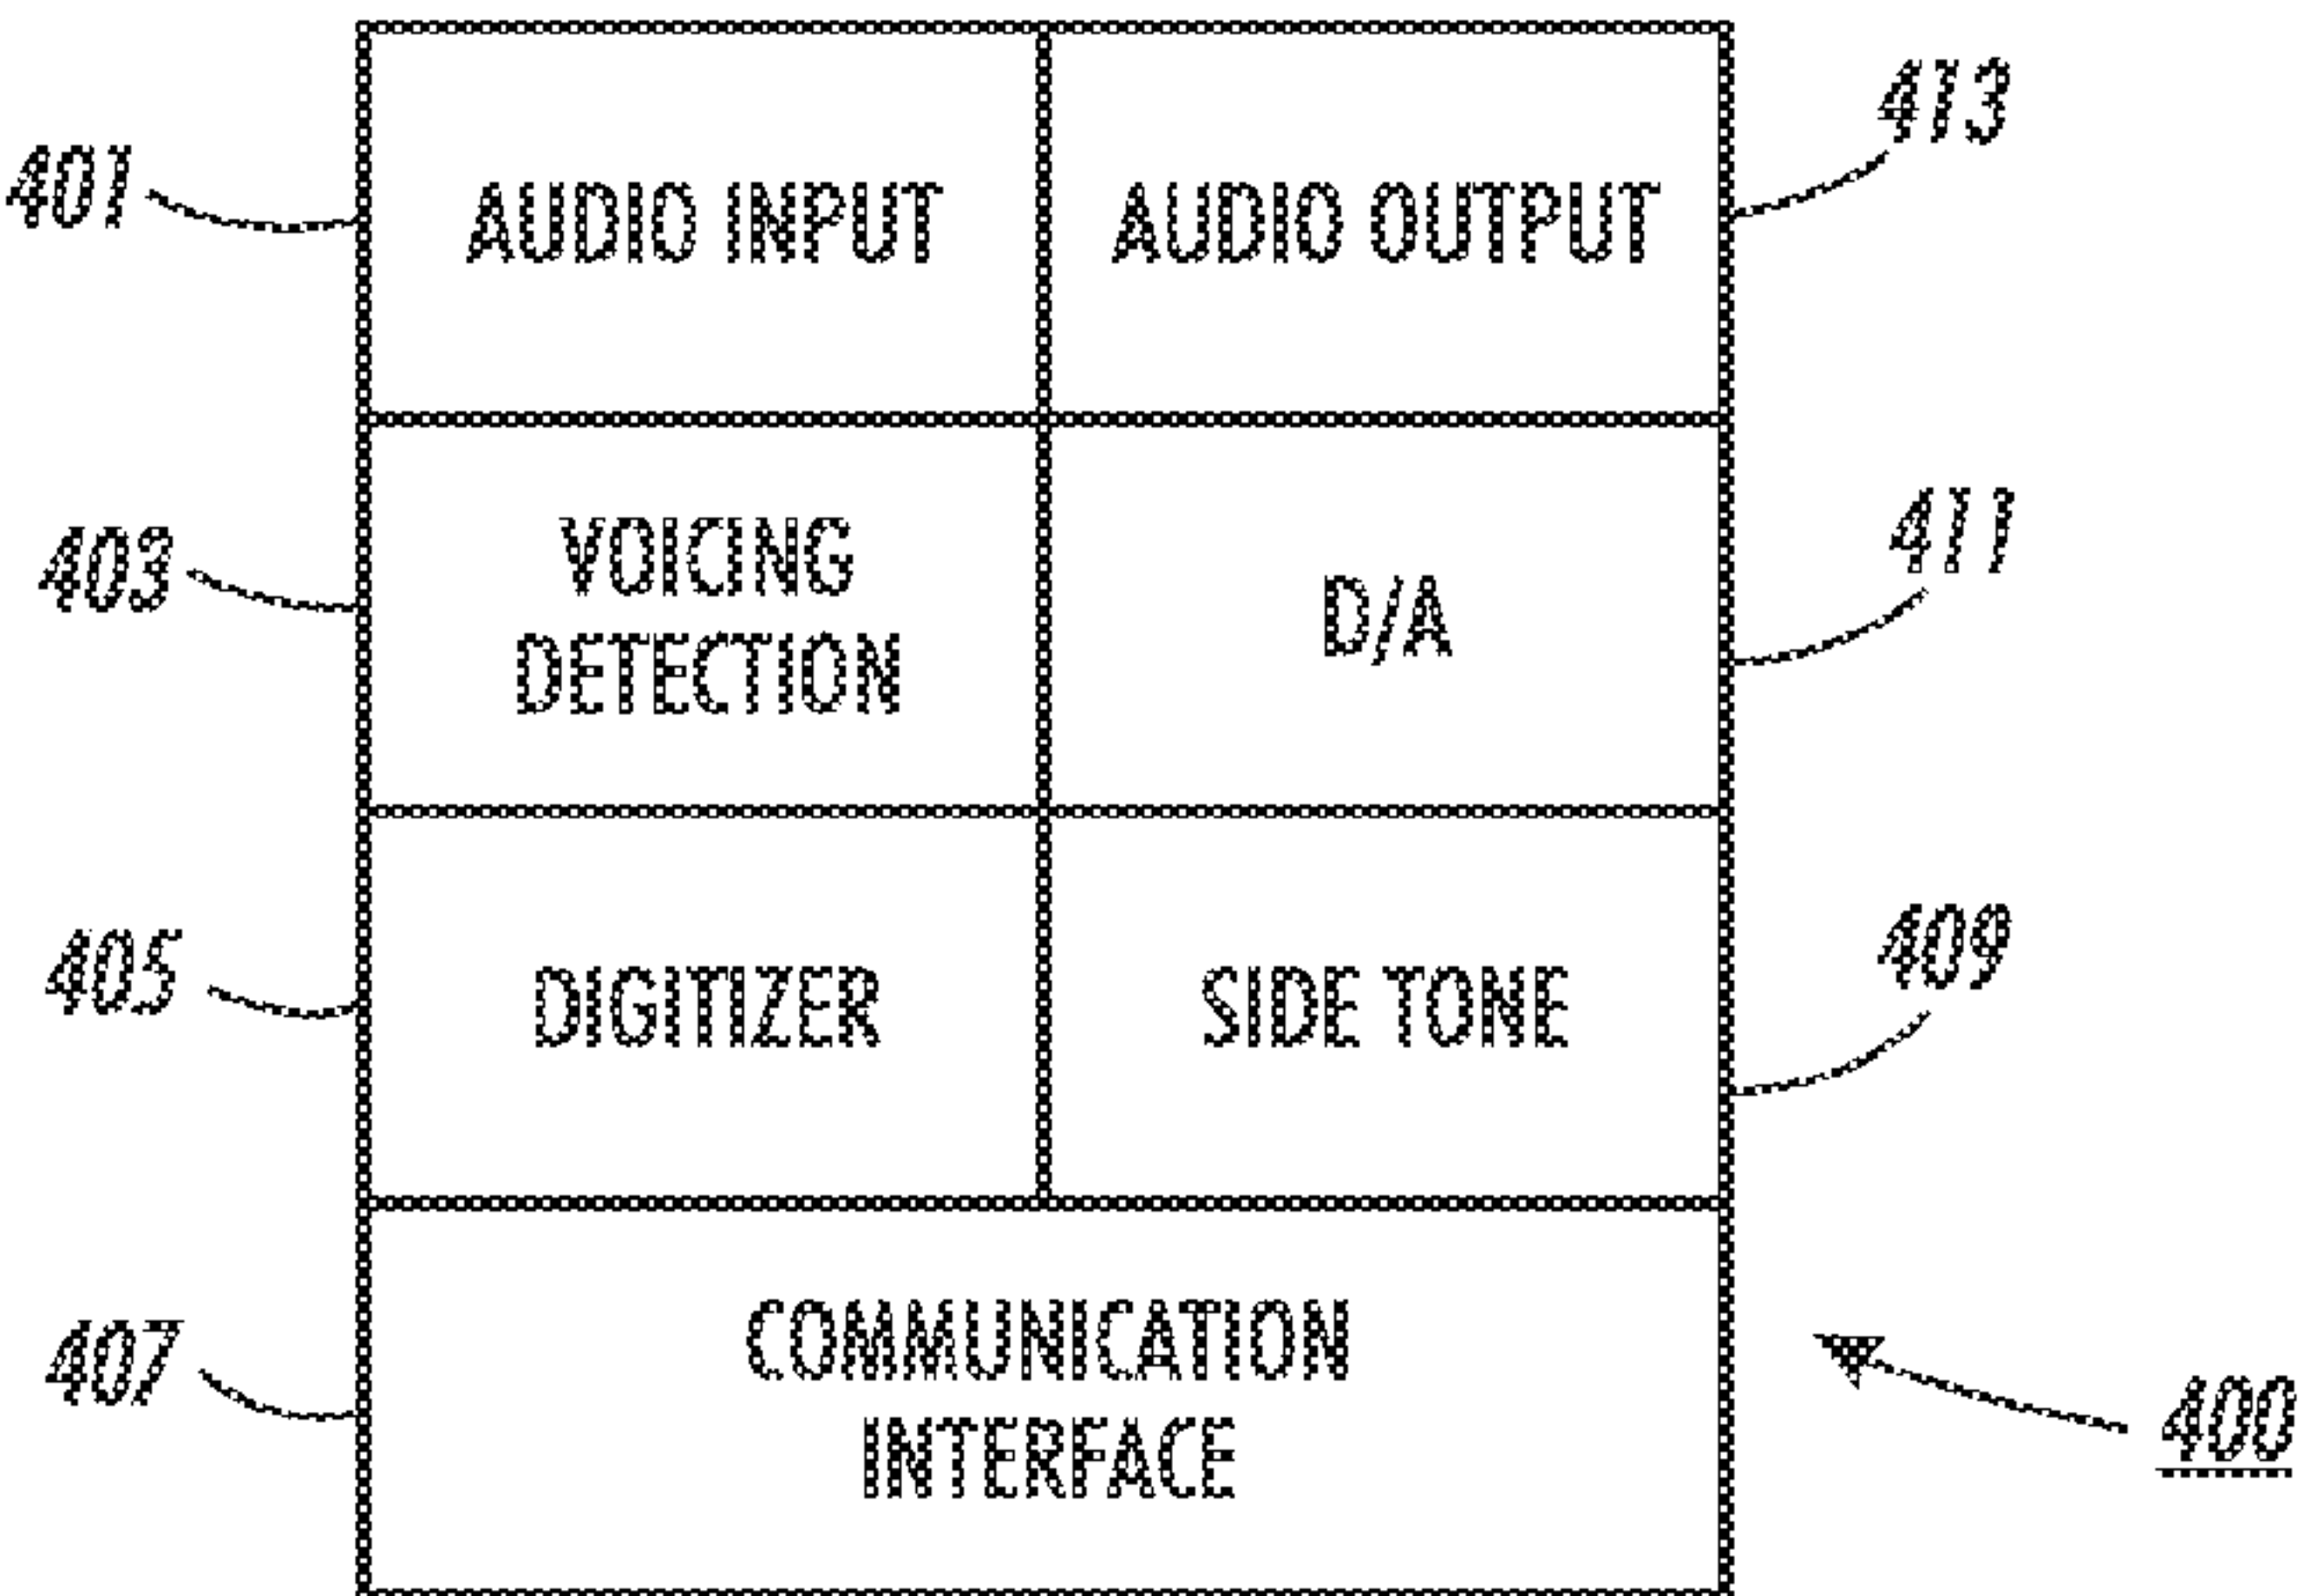 401
AUDIO INPUT
AUDIO OUTPUT
413
403
VOICING
DETECTION
D/A
411
405
DIGITIZER
SIDE TONE
409
407
COMMUNICATION
INTERFACE
400